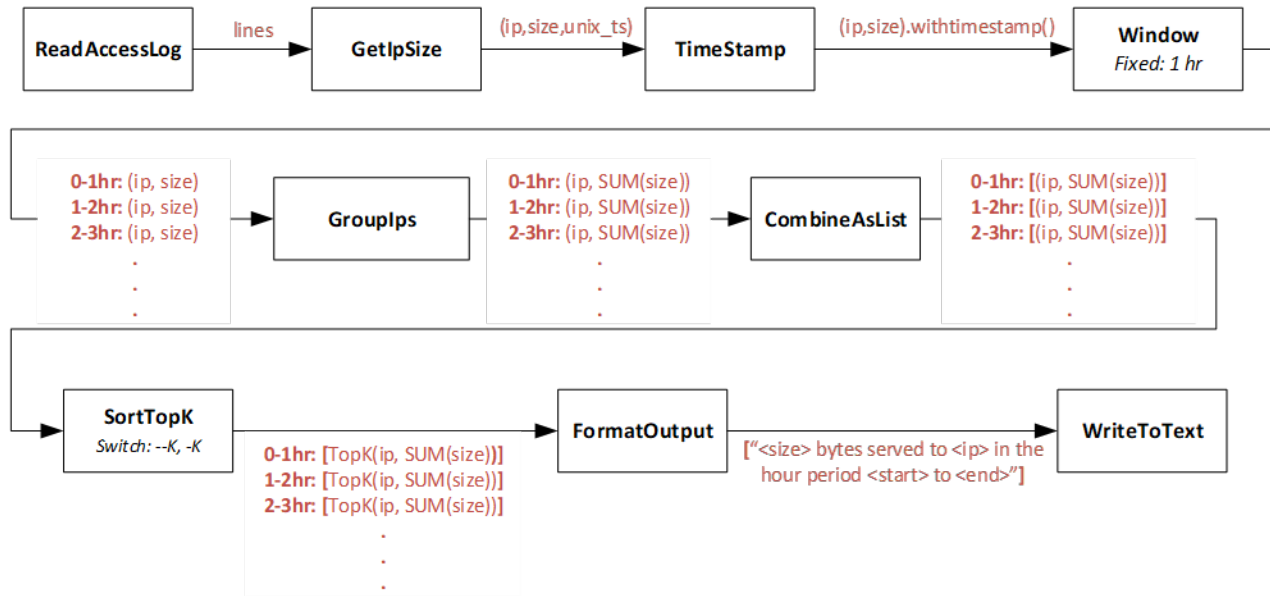 ReadAccessLog
lines
GetIpSize
(ip,size,unix_ts)
TimeStamp
(ip,size).withtimestamp()
Window
Fixed: 1 hr
0-1hr: (ip, size)
1-2hr: (ip, size)
2-3hr: (ip, size)
.
.
.
GroupIps
0-1hr: (ip, SUM(size))
1-2hr: (ip, SUM(size))
2-3hr: (ip, SUM(size))
.
.
.
CombineAsList
0-1hr: [(ip, SUM(size))]
1-2hr: [(ip, SUM(size))]
2-3hr: [(ip, SUM(size))]
.
.
.
SortTopK
Switch: --K, -K
0-1hr: [TopK(ip, SUM(size))]
1-2hr: [TopK(ip, SUM(size))]
2-3hr: [TopK(ip, SUM(size))]
.
.
.
FormatOutput
[“<size> bytes served to <ip> in the
hour period <start> to <end>”]
WriteToText